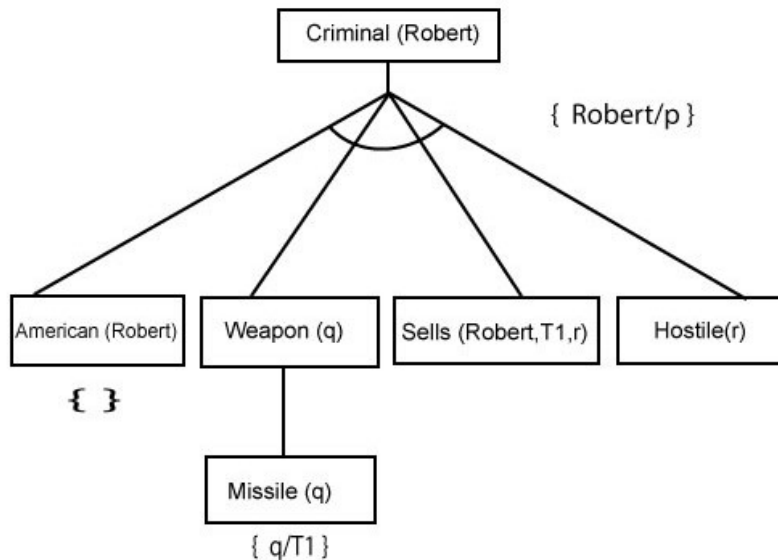 Criminal (Robert)
{ Robert/p }
American (Robert)
Weapon (q)
Sells (Robert,T1,r)
Hostile(r)
{ }
Missile (q)
{ q/T1 }